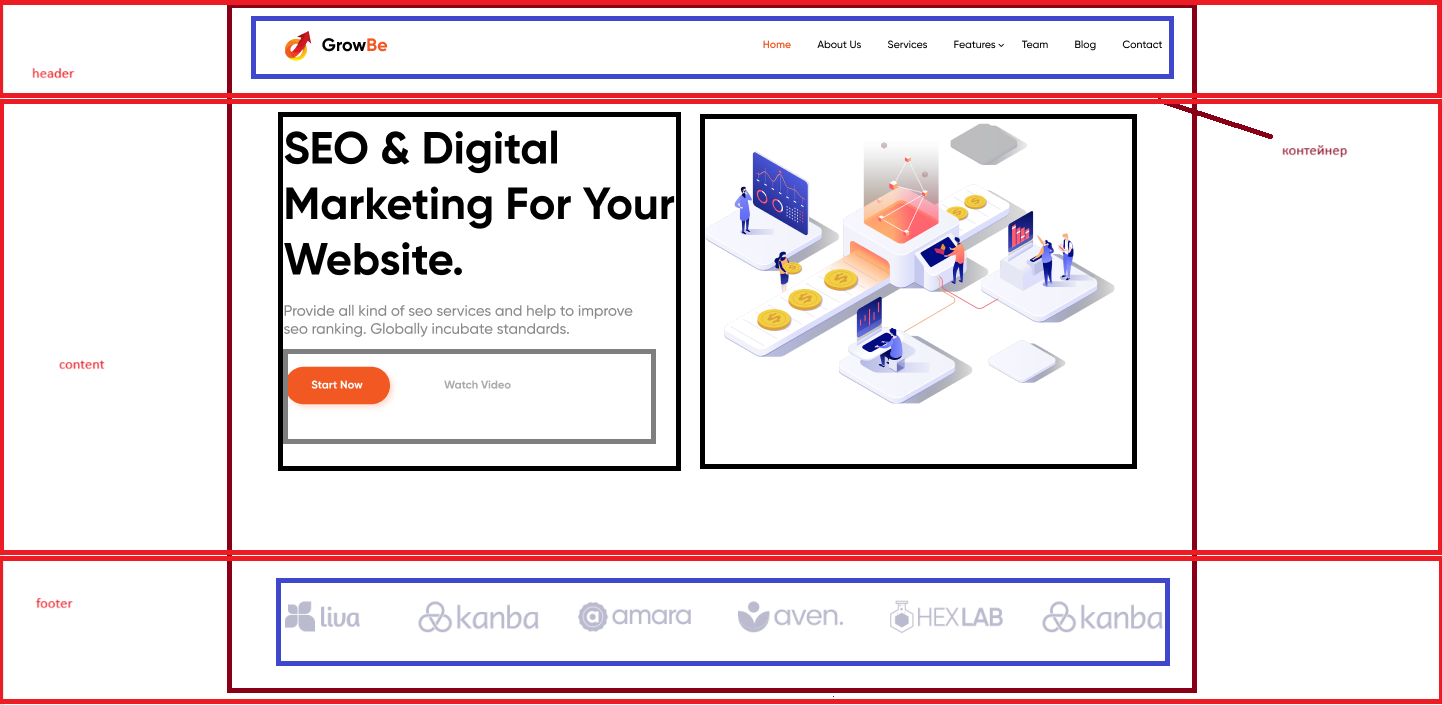 GrowBe
Home About Us Services Features Team Blog Contact
header
SEO & Digital
Marketing For Your
Website.
контейнер
Provide all kind of seo services and help to improve
seo ranking. Globally incubate standards.
content
Start Now Watch Video
footer
liva kanba amara aven. HEXLAB kanba